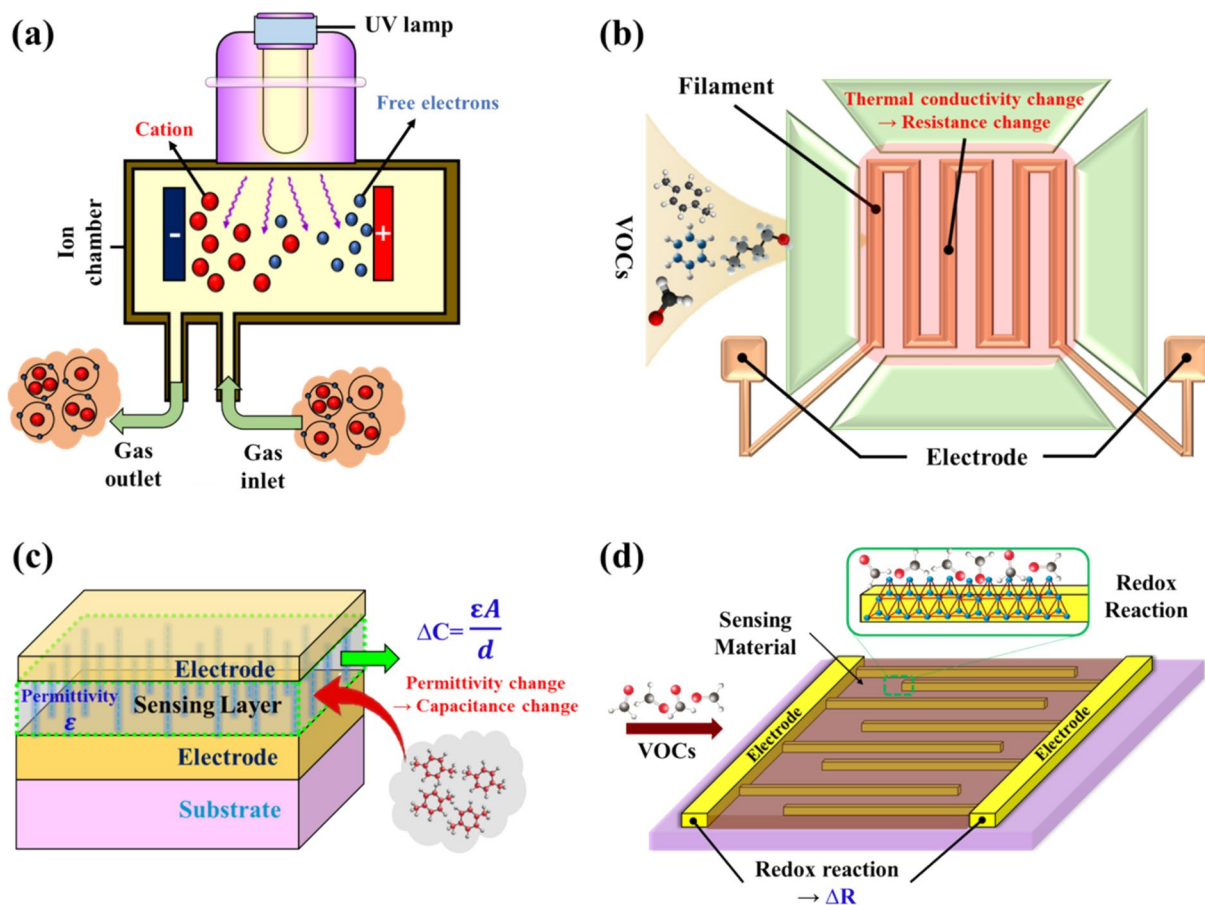 (a)
UV lamp
Free electrons
Cation
-
+
Ion
chamber
Gas
outlet
Gas
inlet
(b)
Filament
Thermal conductivity change
→ Resistance change
VOCs
Electrode
(c)
ΔC= εA/d
Electrode
Permittivity
ε
Sensing Layer
Permittivity change
→ Capacitance change
Electrode
Substrate
(d)
Redox
Reaction
Sensing
Material
VOCs
Electrode
Electrode
Redox reaction
→ ΔR